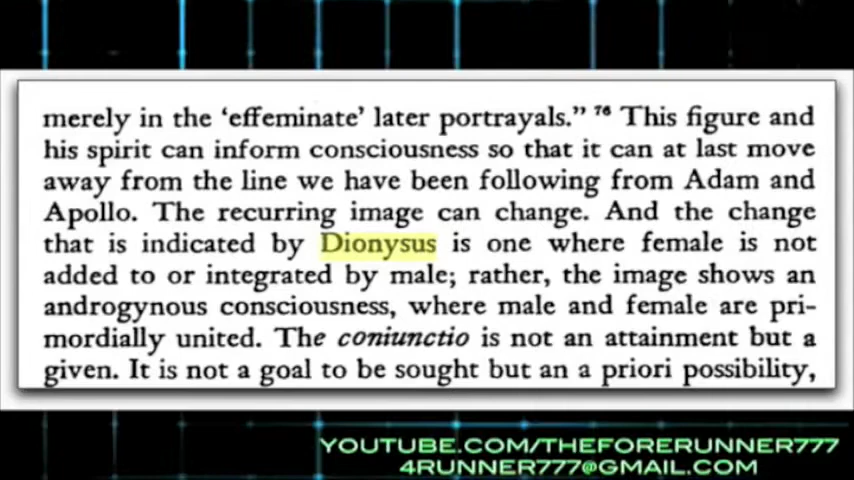 merely in the ‘effeminate’ later portrayals.” 76 This figure and
his spirit can inform consciousness so that it can at last move
away from the line we have been following from Adam and
Apollo. The recurring image can change. And the change
that is indicated by Dionysus is one where female is not
added to or integrated by male; rather, the image shows an
androgynous consciousness, where male and female are pri-
mordially united. The coniunctio is not an attainment but a
given. It is not a goal to be sought but an a priori possibility,
YOUTUBE.COM/THEFORERUNNER777
4RUNNER777@GMAIL.COM